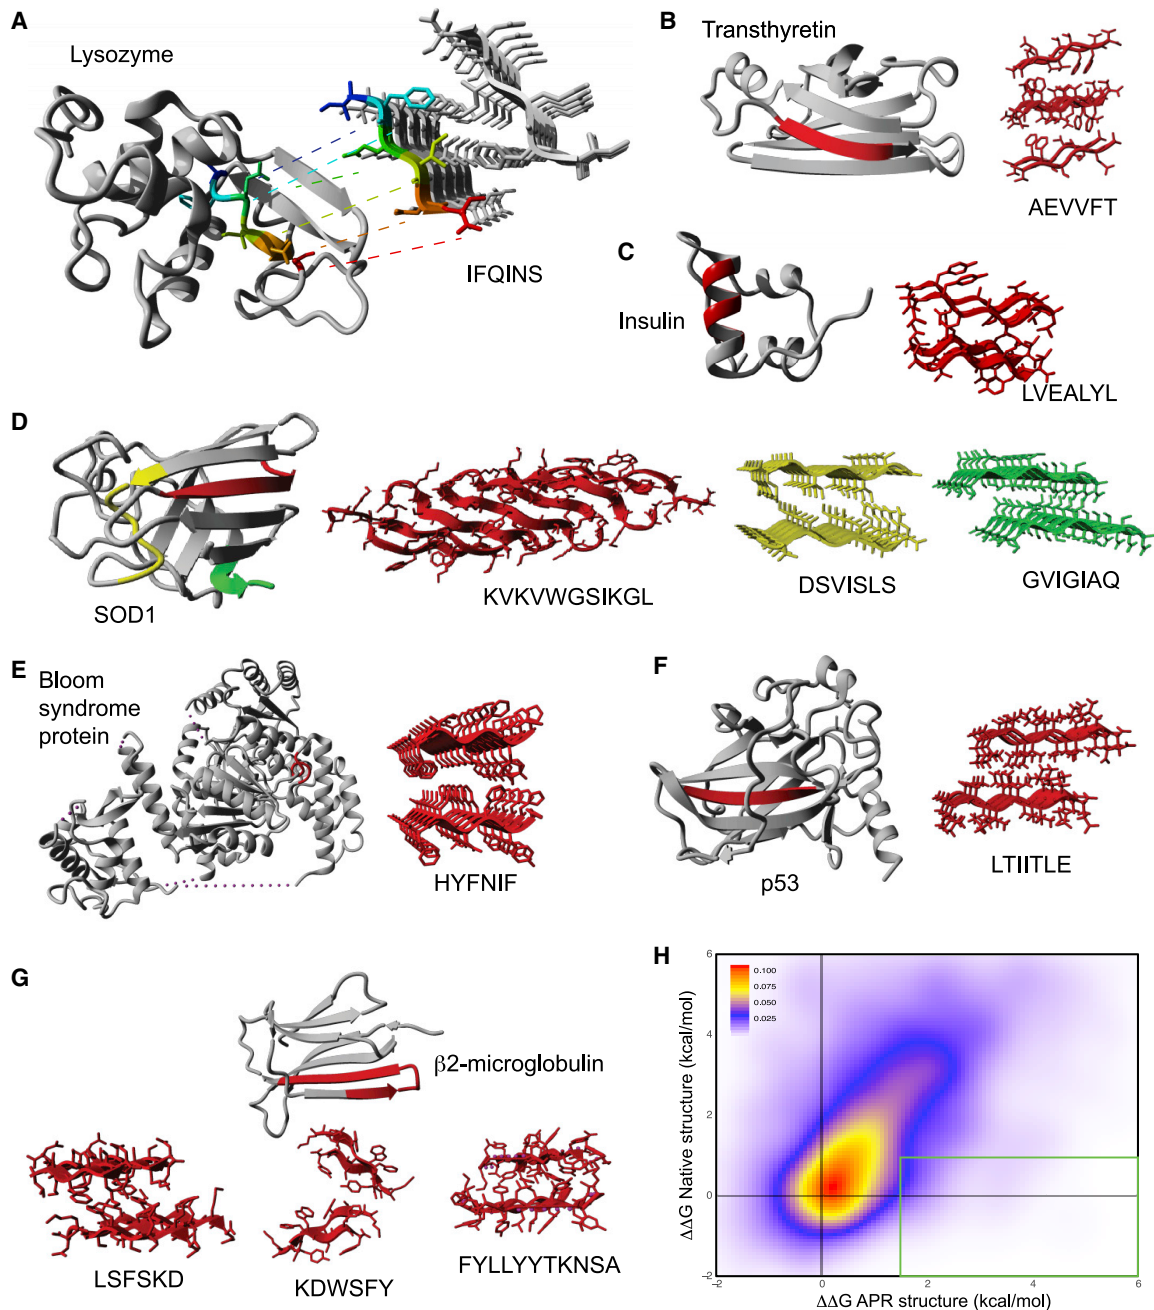 A
Lysozyme
IFQINS
B
Transthyretin
AEVVFT
C
Insulin
LVEALYL
D
SOD1
KVKVWGSIKGL
DSVISLS
GVIGIAQ
E
Bloom
syndrome
protein
HYFNIF
F
p53
LTIITLE
G
β2-microglobulin
LSFSKD
KDWSFY
FYLLYYTKNSA
H
0.100
0.075
0.050
0.025
6
4
2
0
−2
−2
0
2
4
6
ΔΔG Native structure (kcal/mol)
ΔΔG APR structure (kcal/mol)